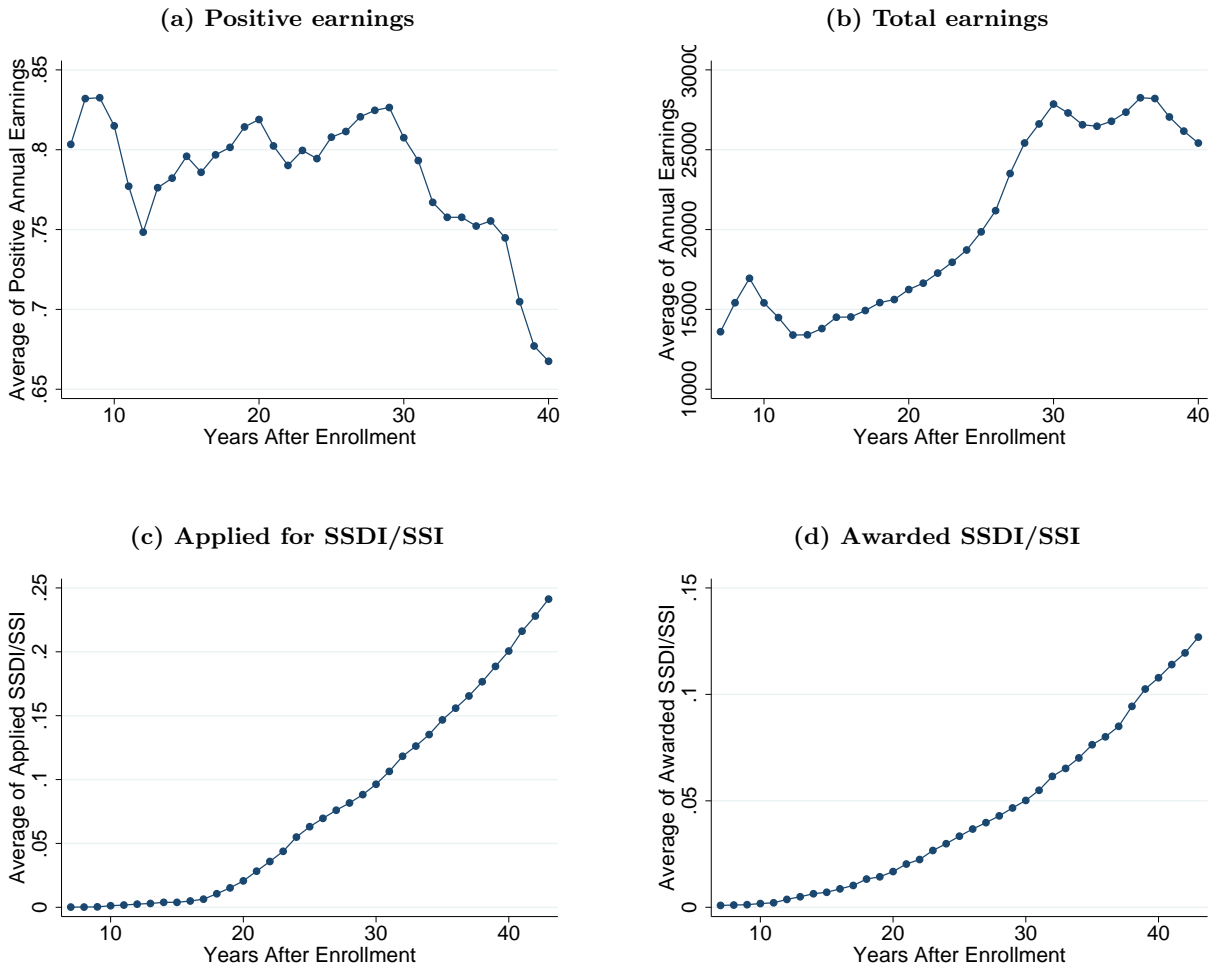 (a) Positive earnings
Average of Positive Annual Earnings
.65 .7 .75 .8 .85
10 20 30 40
Years After Enrollment
(b) Total earnings
Average of Annual Earnings
10000 15000 20000 25000 30000
10 20 30 40
Years After Enrollment
(c) Applied for SSDI/SSI
Average of Applied SSDI/SSI
0 .05 .1 .15 .2 .25
10 20 30 40
Years After Enrollment
(d) Awarded SSDI/SSI
Average of Awarded SSDI/SSI
0 .05 .1 .15
10 20 30 40
Years After Enrollment